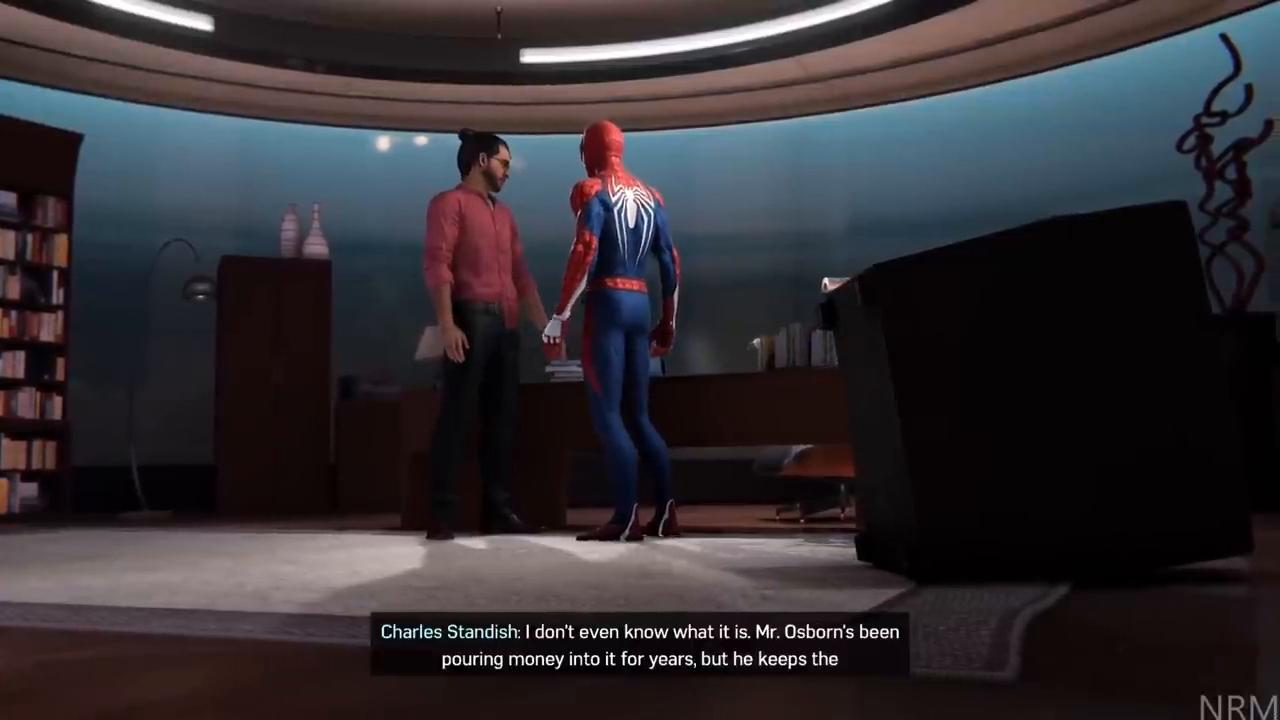 Charles Standish: I don't even know what it is. Mr. Osborn's been
pouring money into it for years, but he keeps the
NRM